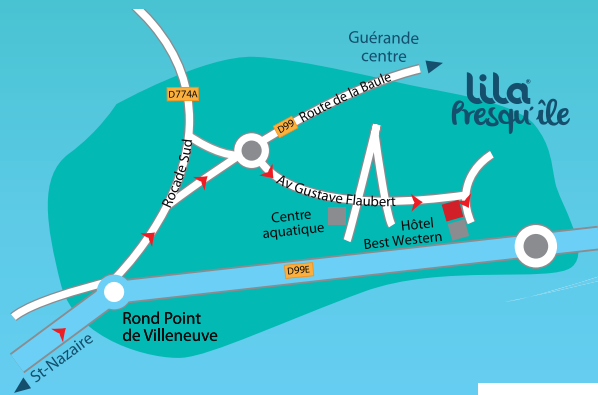 Guérande
centre
lila
Presqu'île
D774A
D99
Route de la Baule
Rocade Sud
Av Gustave Flaubert
Centre
aquatique
Hôtel
Best Western
D99E
Rond Point
de Villeneuve
St-Nazaire